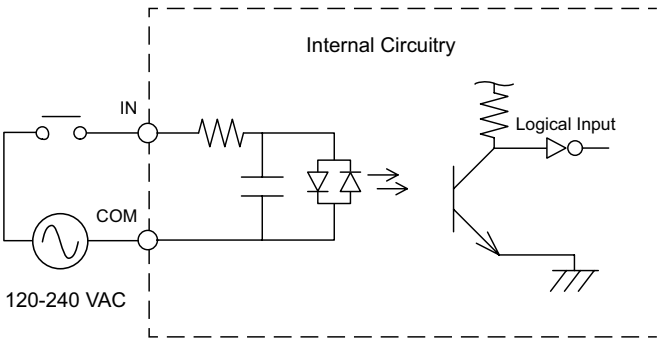 Internal Circuitry
IN
Logical Input
COM
120-240 VAC